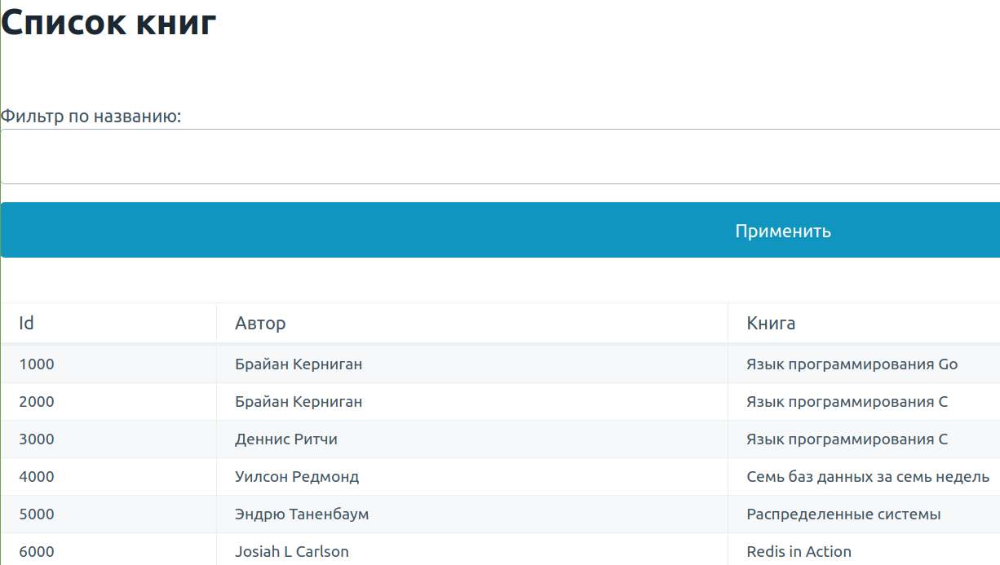 Список книг
Фильтр по названию:
Применить
Id Автор Книга
1000 Брайан Керниган Язык программирования Go
2000 Брайан Керниган Язык программирования C
3000 Деннис Ритчи Язык программирования C
4000 Уилсон Редмонд Семь баз данных за семь недель
5000 Эндрю Таненбаум Распределенные системы
6000 Josiah L Carlson Redis in Action